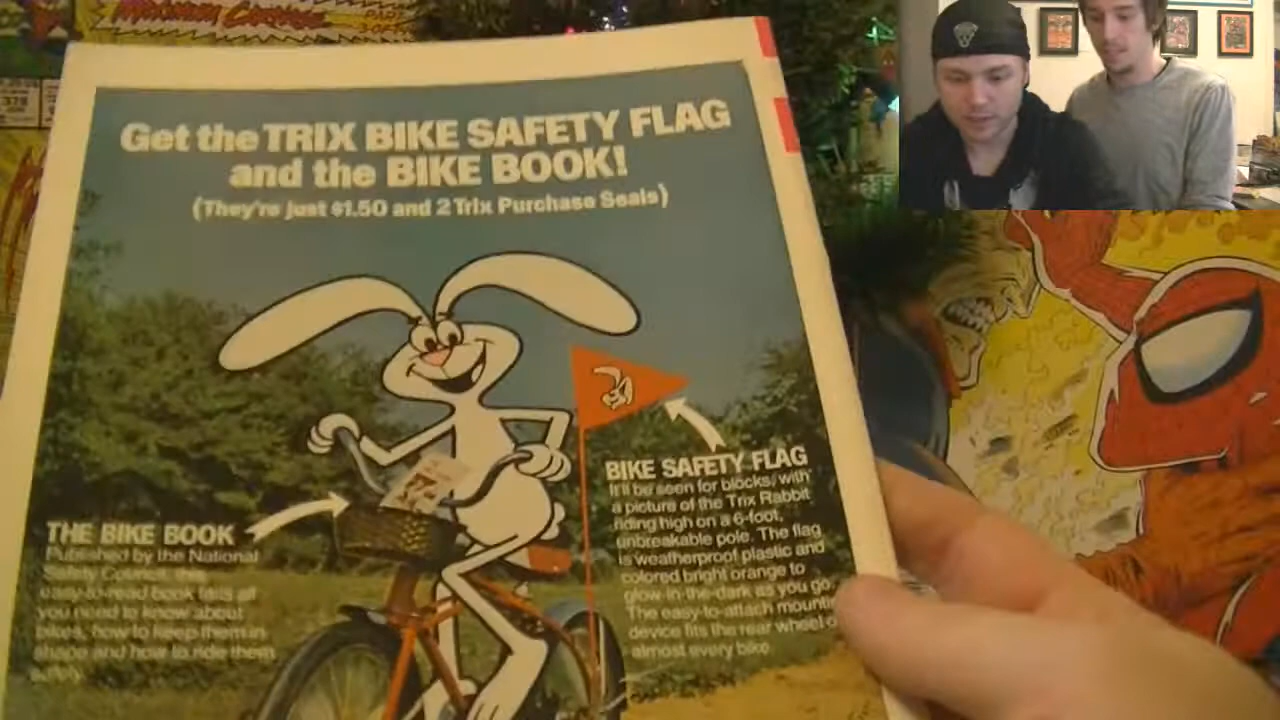 Get the TRIX BIKE SAFETY FLAG
and the BIKE BOOK!
(They're just $1.50 and 2 Trix Purchase Seals)
BIKE SAFETY FLAG
It'll be seen for blocks, with
a picture of the Trix Rabbit
riding high on a 6-foot,
unbreakable pole. The flag
is weatherproof plastic and
colored bright orange to
glow-in-the-dark as you go.
The easy-to-attach
device fits the rear wheel
almost every bike.
THE BIKE BOOK
Published by the National
Safety Council, this
easy-to-read book tells all
you need to know about
bikes, how to keep them in
shape and how to ride them
safely.